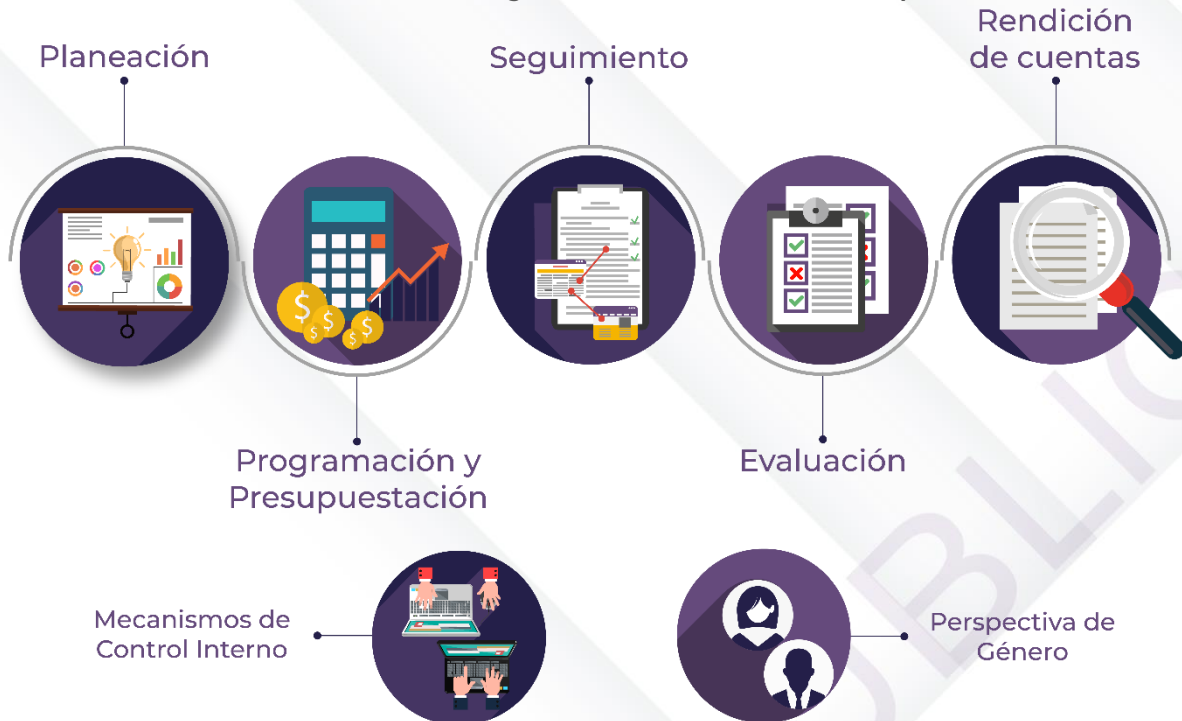 Planeación
Seguimiento
Rendición
de cuentas
Programación y
Presupuestación
Evaluación
Mecanismos de
Control Interno
Perspectiva de
Género